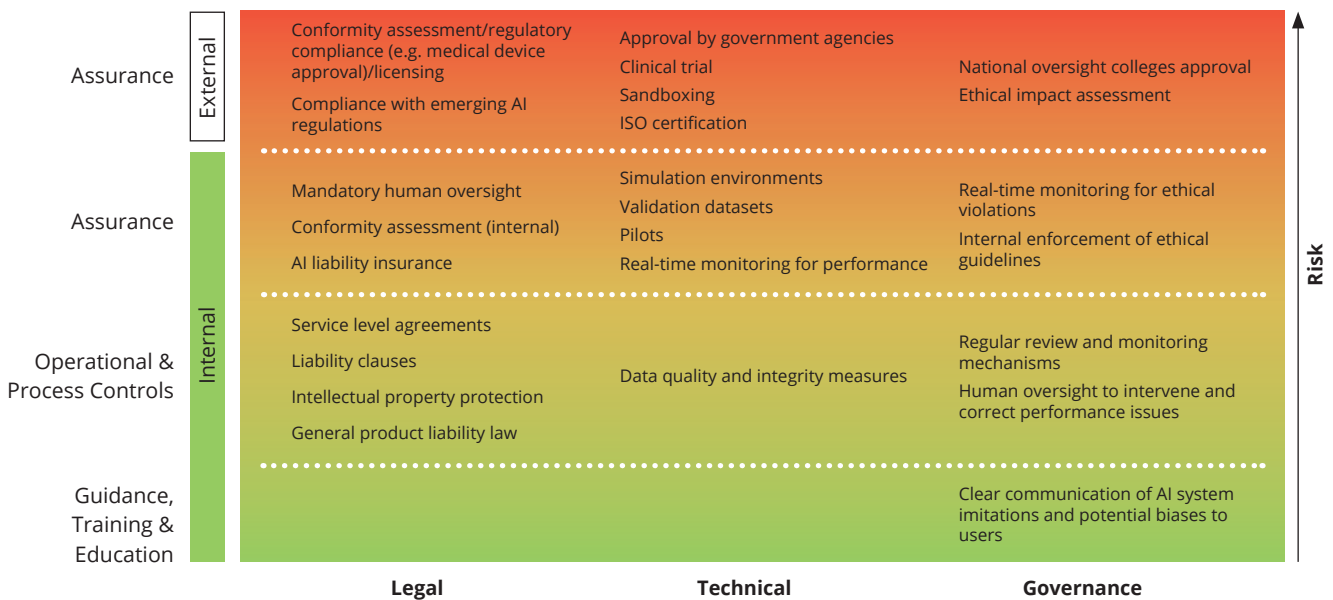 Assurance
External
Conformity assessment/regulatory
compliance (e.g. medical device
approval)/licensing
Compliance with emerging AI
regulations
Approval by government agencies
Clinical trial
Sandboxing
ISO certification
National oversight colleges approval
Ethical impact assessment
Assurance
Internal
Mandatory human oversight
Conformity assessment (internal)
AI liability insurance
Simulation environments
Validation datasets
Pilots
Real-time monitoring for performance
Real-time monitoring for ethical
violations
Internal enforcement of ethical
guidelines
Risk
Operational &
Process Controls
Service level agreements
Liability clauses
Intellectual property protection
General product liability law
Data quality and integrity measures
Regular review and monitoring
mechanisms
Human oversight to intervene and
correct performance issues
Guidance,
Training &
Education
Clear communication of AI system
imitations and potential biases to
users
Legal
Technical
Governance